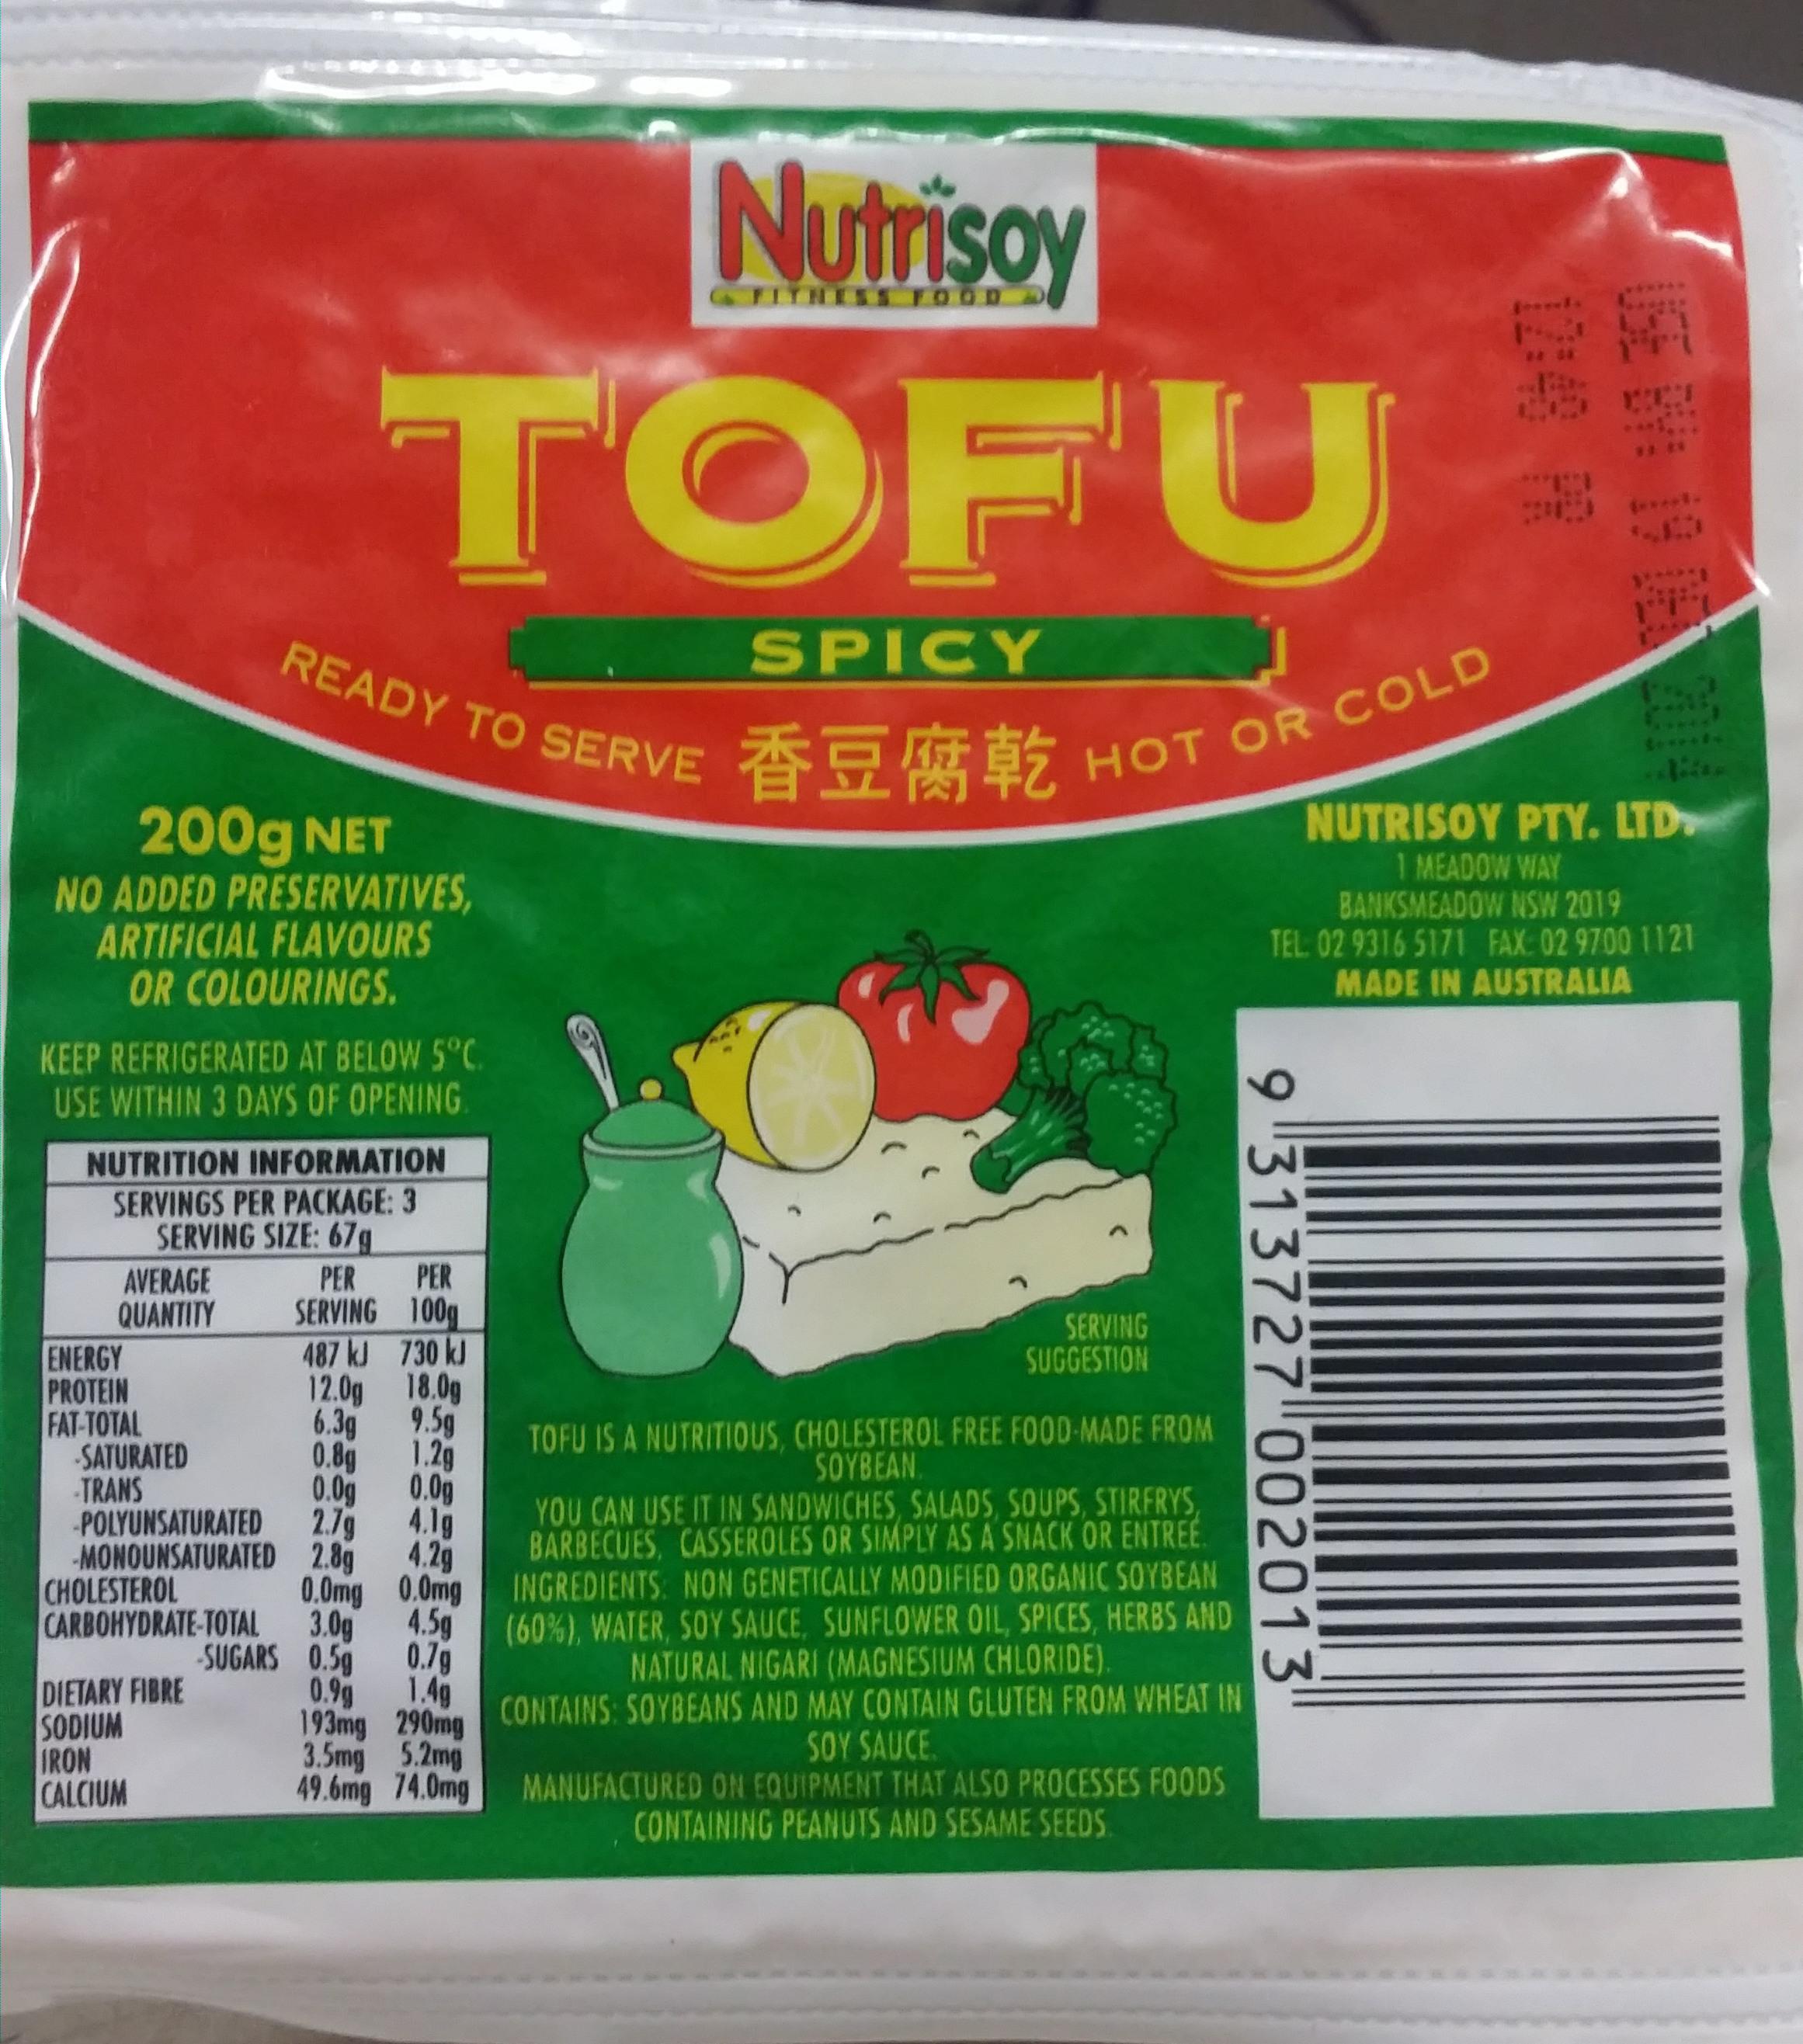 Nutrisoy
FITNESS FOOD
TOFU
SPICY
READY TO SERVE 香豆腐乾 HOT OR COLD
200g NET
NO ADDED PRESERVATIVES,
ARTIFICIAL FLAVOURS
OR COLOURINGS.
KEEP REFRIGERATED AT BELOW 5°C.
USE WITHIN 3 DAYS OF OPENING.
NUTRITION INFORMATION
SERVINGS PER PACKAGE: 3
SERVING SIZE: 67g
AVERAGE PER PER
QUANTITY SERVING 100g
ENERGY 487 kJ 730 kJ
PROTEIN 12.0g 18.0g
FAT-TOTAL 6.3g 9.5g
-SATURATED 0.8g 1.2g
-TRANS 0.0g 0.0g
-POLYUNSATURATED 2.7g 4.1g
-MONOUNSATURATED 2.8g 4.2g
CHOLESTEROL 0.0mg 0.0mg
CARBOHYDRATE-TOTAL 3.0g 4.5g
-SUGARS 0.5g 0.7g
DIETARY FIBRE 0.9g 1.4g
SODIUM 193mg 290mg
IRON 3.5mg 5.2mg
CALCIUM 49.6mg 74.0mg
SERVING
SUGGESTION
TOFU IS A NUTRITIOUS, CHOLESTEROL FREE FOOD-MADE FROM
SOYBEAN.
YOU CAN USE IT IN SANDWICHES, SALADS, SOUPS, STIRFRYS,
BARBECUES, CASSEROLES OR SIMPLY AS A SNACK OR ENTREE.
INGREDIENTS: NON GENETICALLY MODIFIED ORGANIC SOYBEAN
(60%), WATER, SOY SAUCE, SUNFLOWER OIL, SPICES, HERBS AND
NATURAL NIGARI (MAGNESIUM CHLORIDE).
CONTAINS: SOYBEANS AND MAY CONTAIN GLUTEN FROM WHEAT IN
SOY SAUCE.
MANUFACTURED ON EQUIPMENT THAT ALSO PROCESSES FOODS
CONTAINING PEANUTS AND SESAME SEEDS.
NUTRISOY PTY. LTD.
1 MEADOW WAY
BANKSMEADOW NSW 2019
TEL: 02 9316 5171 FAX: 02 9700 1121
MADE IN AUSTRALIA
9 313727 002013